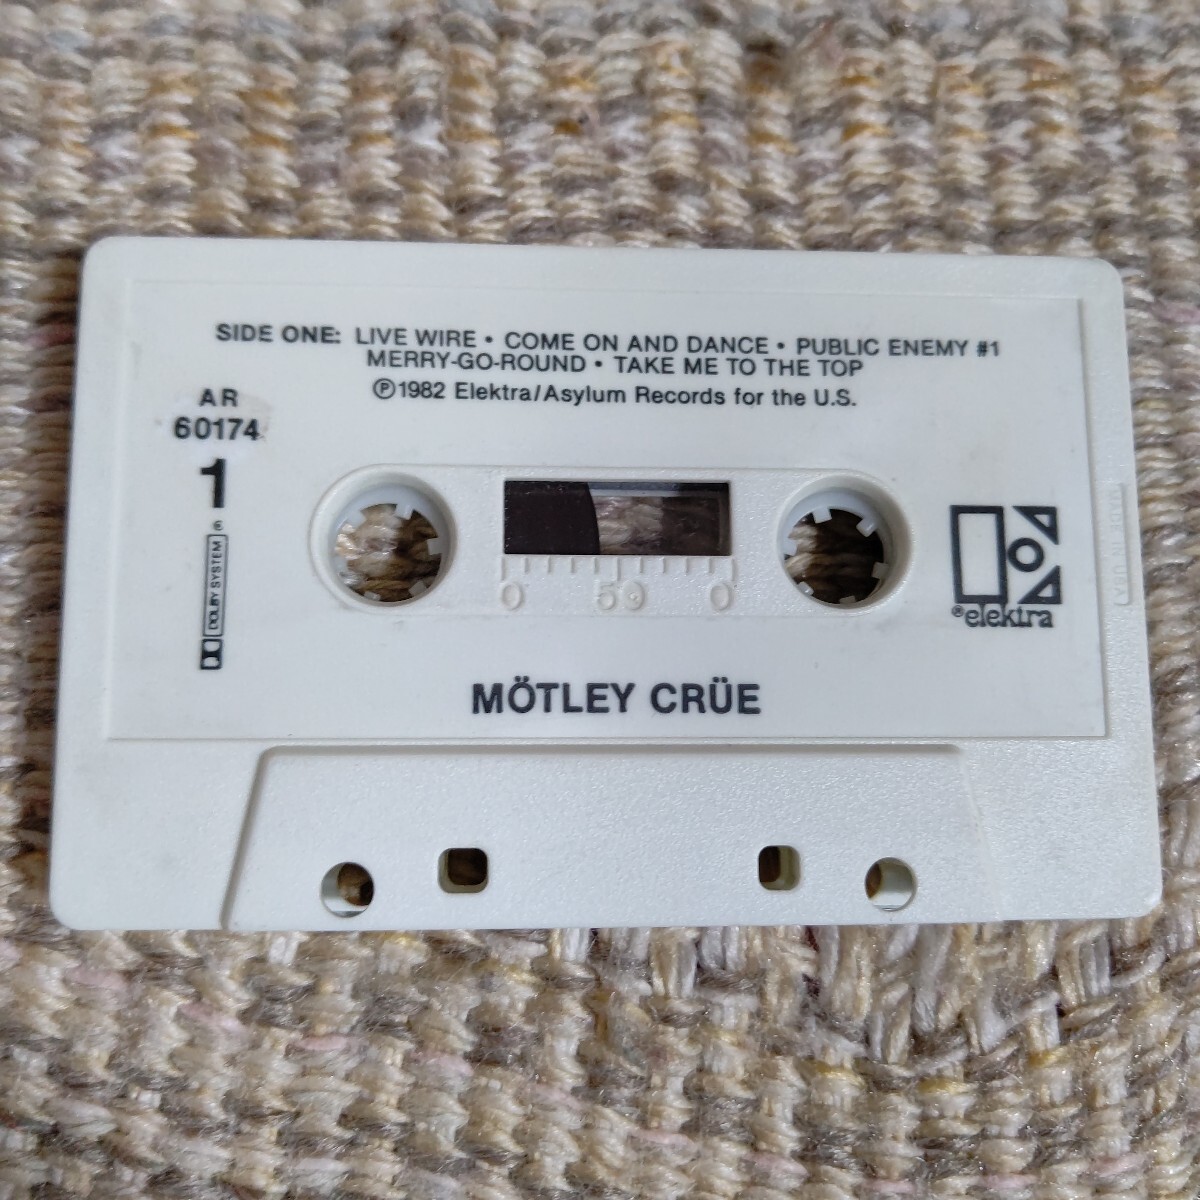 SIDE ONE: LIVE WIRE • COME ON AND DANCE • PUBLIC ENEMY #1
MERRY-GO-ROUND • TAKE ME TO THE TOP
℗1982 Elektra/Asylum Records for the U.S.
AR
60174
1
DOLBY SYSTEM
®
0 50 0
®elektra
MÖTLEY CRÜE
MADE IN U.S.A.